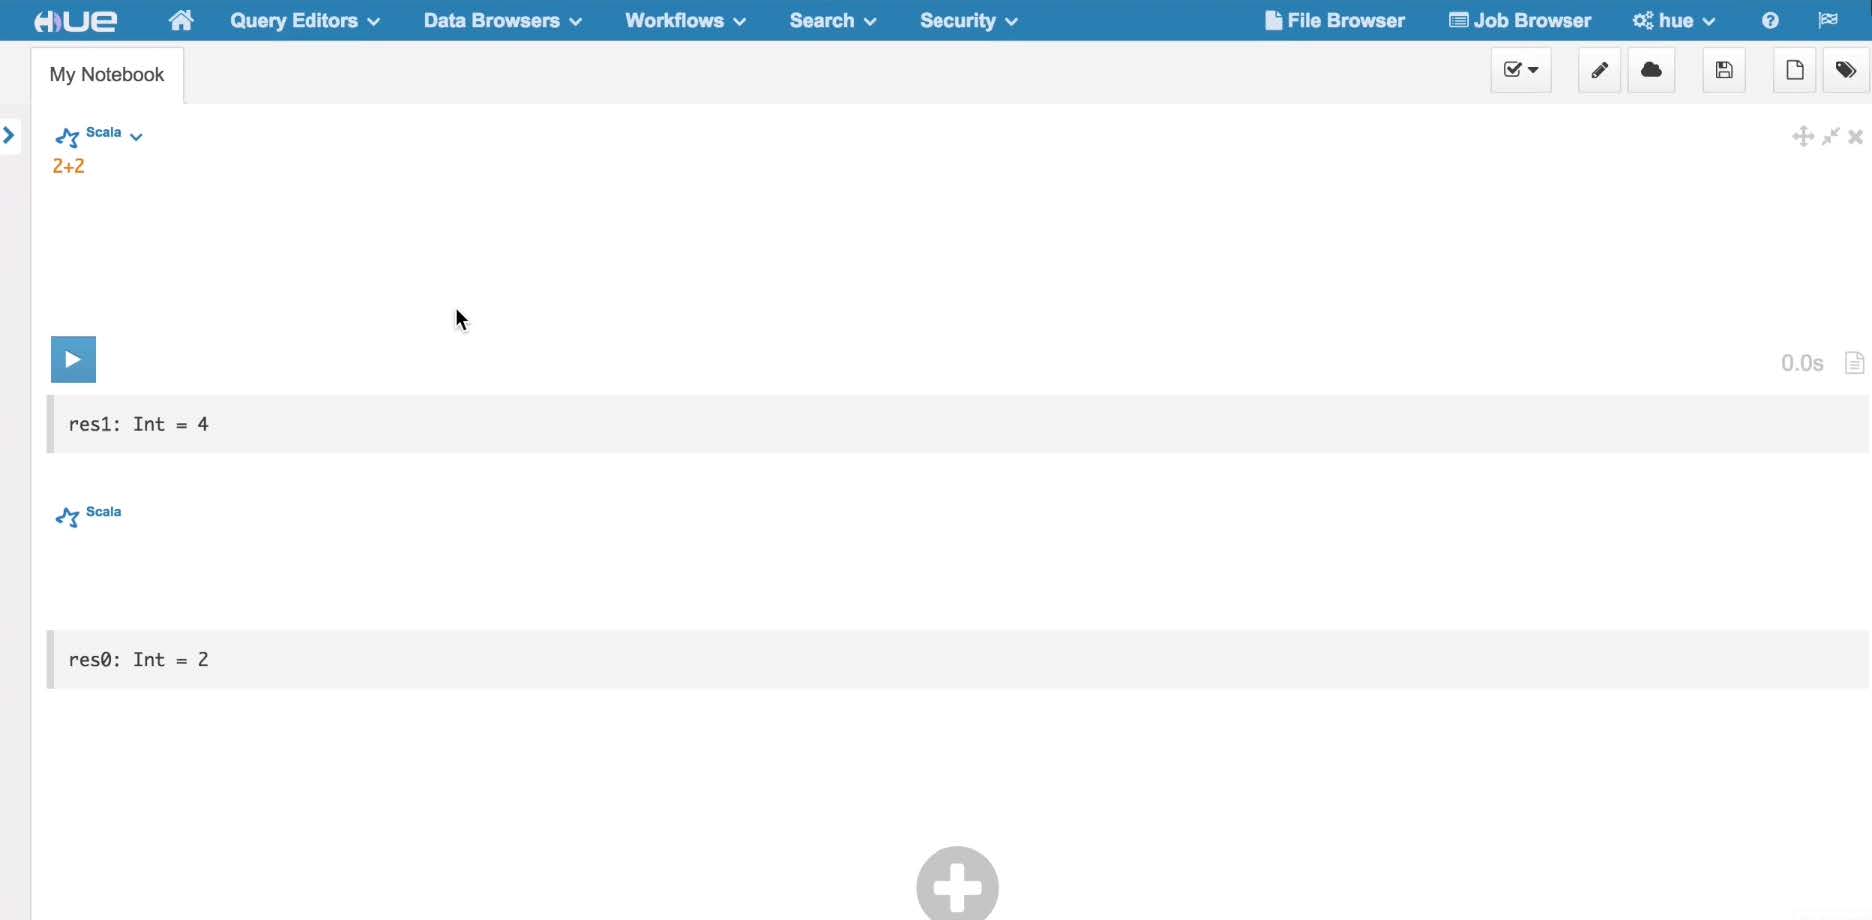 HUE Query Editors Data Browsers Workflows Search Security File Browser Job Browser hue
My Notebook
Scala
2+2
0.0s
res1: Int = 4
Scala
res0: Int = 2